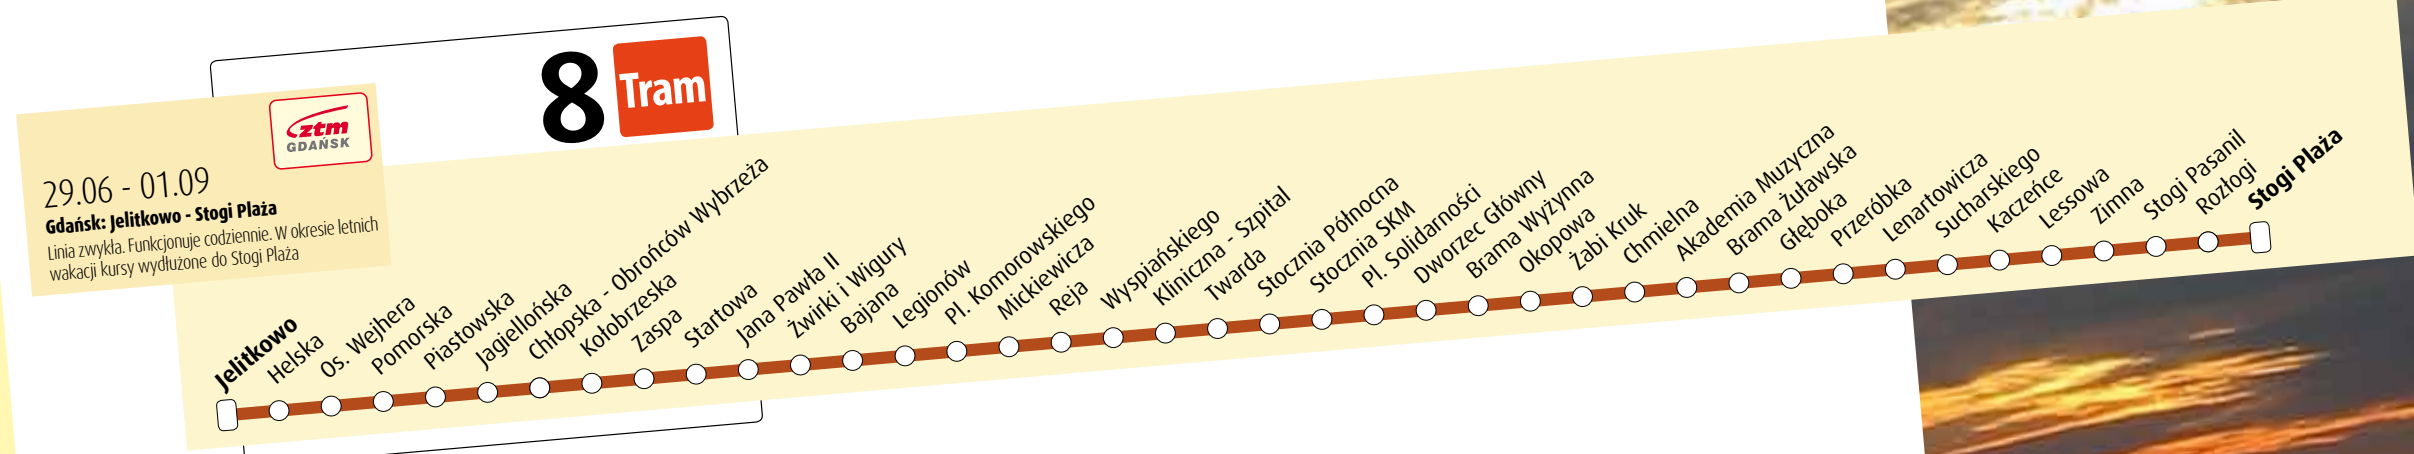 8 Tram
ztm
GDAŃSK
29.06 - 01.09
Gdańsk: Jelitkowo - Stogi Plaża
Linia zwykła. Funkcjonuje codziennie. W okresie letnich
wakacji kursy wydłużone do Stogi Plaża
Jelitkowo
Helska
Os. Wejhera
Pomorska
Piastowska
Jagiellońska
Chłopska - Obrońców Wybrzeża
Kołobrzeska
Zaspa
Startowa
Jana Pawła II
Żwirki i Wigury
Bajana
Legionów
Pl. Komorowskiego
Mickiewicza
Reja
Wyspiańskiego
Kliniczna - Szpital
Twarda
Stocznia Północna
Stocznia SKM
Pl. Solidarności
Dworzec Główny
Brama Wyżynna
Okopowa
Żabi Kruk
Chmielna
Akademia Muzyczna
Brama Żuławska
Głęboka
Przeróbka
Lenartowicza
Sucharskiego
Kaczeńce
Lessowa
Zimna
Stogi Pasanil
Rozłogi
Stogi Plaża